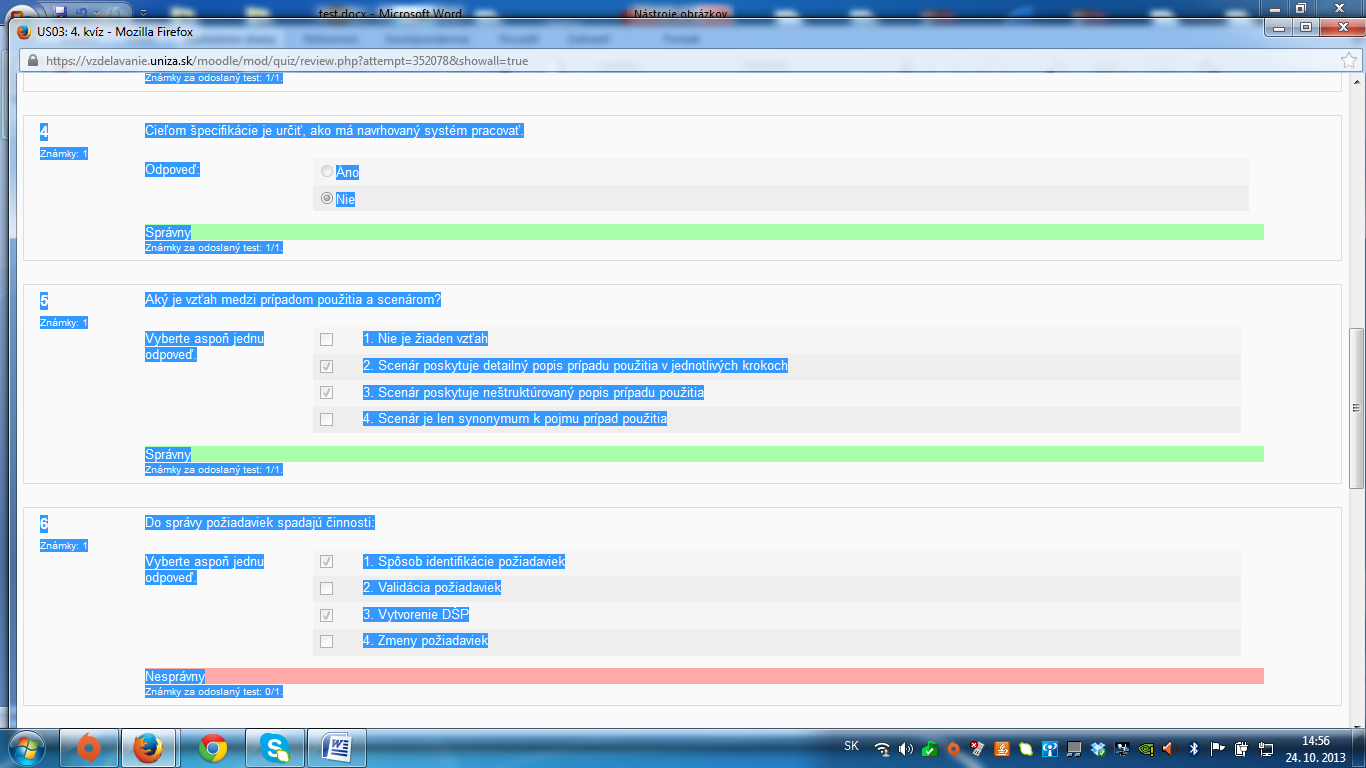 test.docx - Microsoft Word
Nástroje obrázkov
US03: 4. kvíz - Mozilla Firefox
https://vzdelavanie.uniza.sk/moodle/mod/quiz/review.php?attempt=352078&showall=true
Známky za odoslaný test: 1/1.
4
Známky: 1
Cieľom špecifikácie je určiť, ako má navrhovaný systém pracovať.
Odpoveď:
Áno
Nie
Správny
Známky za odoslaný test: 1/1.
5
Známky: 1
Aký je vzťah medzi prípadom použitia a scenárom?
Vyberte aspoň jednu
odpoveď.
1. Nie je žiaden vzťah
2. Scenár poskytuje detailný popis prípadu použitia v jednotlivých krokoch
3. Scenár poskytuje neštruktúrovaný popis prípadu použitia
4. Scenár je len synonymum k pojmu prípad použitia
Správny
Známky za odoslaný test: 1/1.
6
Známky: 1
Do správy požiadaviek spadajú činnosti:
Vyberte aspoň jednu
odpoveď.
1. Spôsob identifikácie požiadaviek
2. Validácia požiadaviek
3. Vytvorenie DŠP
4. Zmeny požiadaviek
Nesprávny
Známky za odoslaný test: 0/1.
SK
14:56
24. 10. 2013